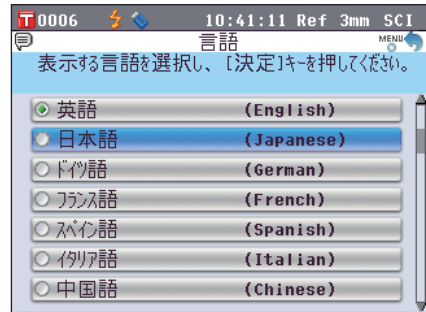 T0006 10:41:11 Ref 3mm SCI
言語 MENU
表示する言語を選択し、[決定]キーを押してください。
英語 (English)
日本語 (Japanese)
ドイツ語 (German)
フランス語 (French)
スペイン語 (Spanish)
イタリア語 (Italian)
中国語 (Chinese)